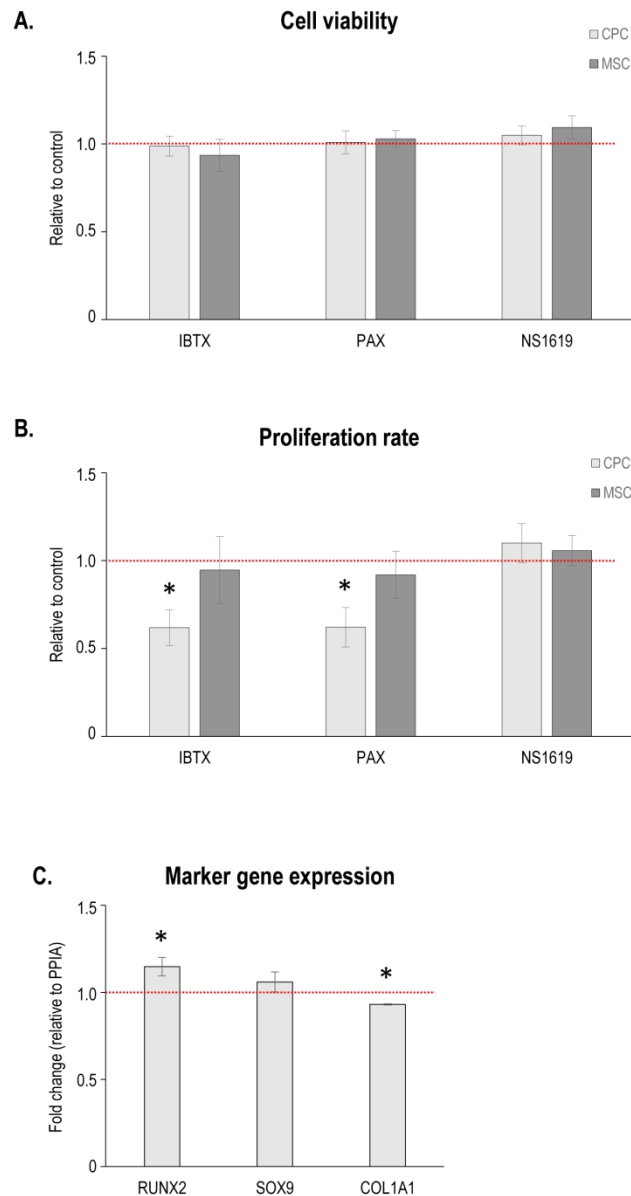 A.
Cell viability
CPC
MSC
1.5
1.0
0.5
0
Relative to control
IBTX PAX NS1619
B.
Proliferation rate
CPC
MSC
1.5
1.0
0.5
0
Relative to control
* *
IBTX PAX NS1619
C.
Marker gene expression
1.5
1.0
0.5
0
Fold change (relative to PPIA)
* *
RUNX2 SOX9 COL1A1